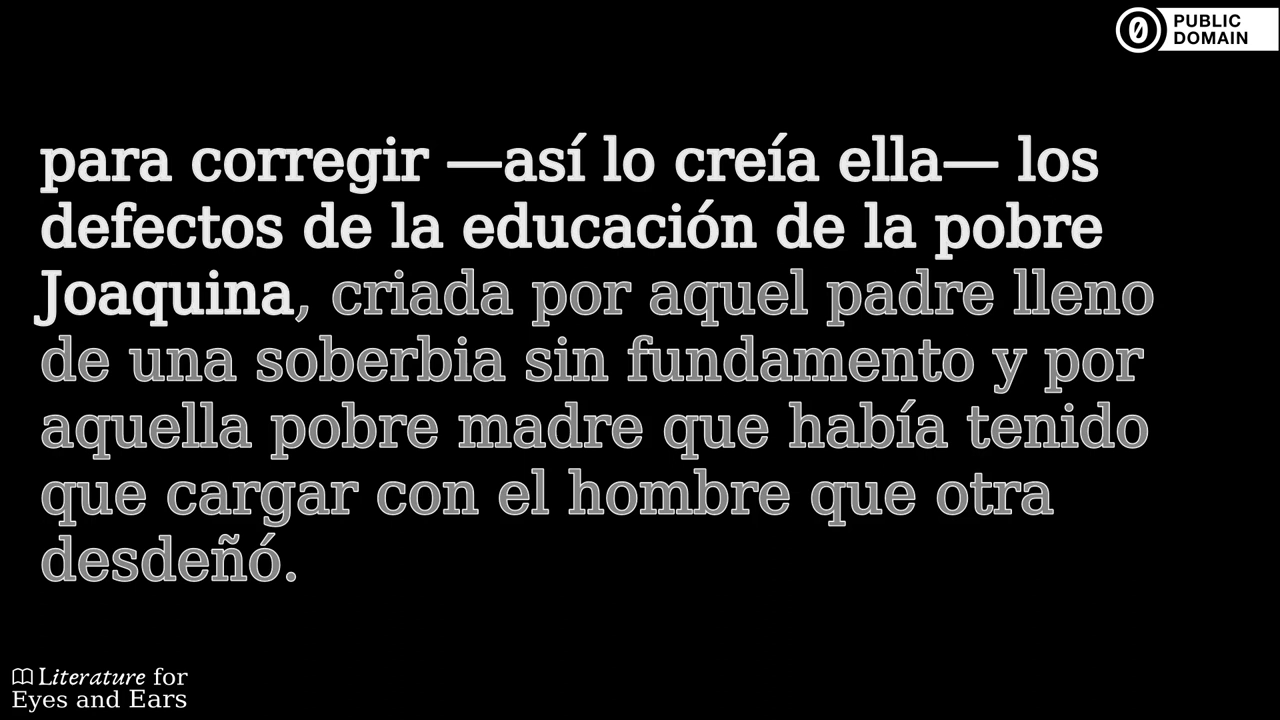 PUBLIC
DOMAIN
para corregir —así lo creía ella— los
defectos de la educación de la pobre
Joaquina, criada por aquel padre lleno
de una soberbia sin fundamento y por
aquella pobre madre que había tenido
que cargar con el hombre que otra
desdeñó.
Literature for
Eyes and Ears